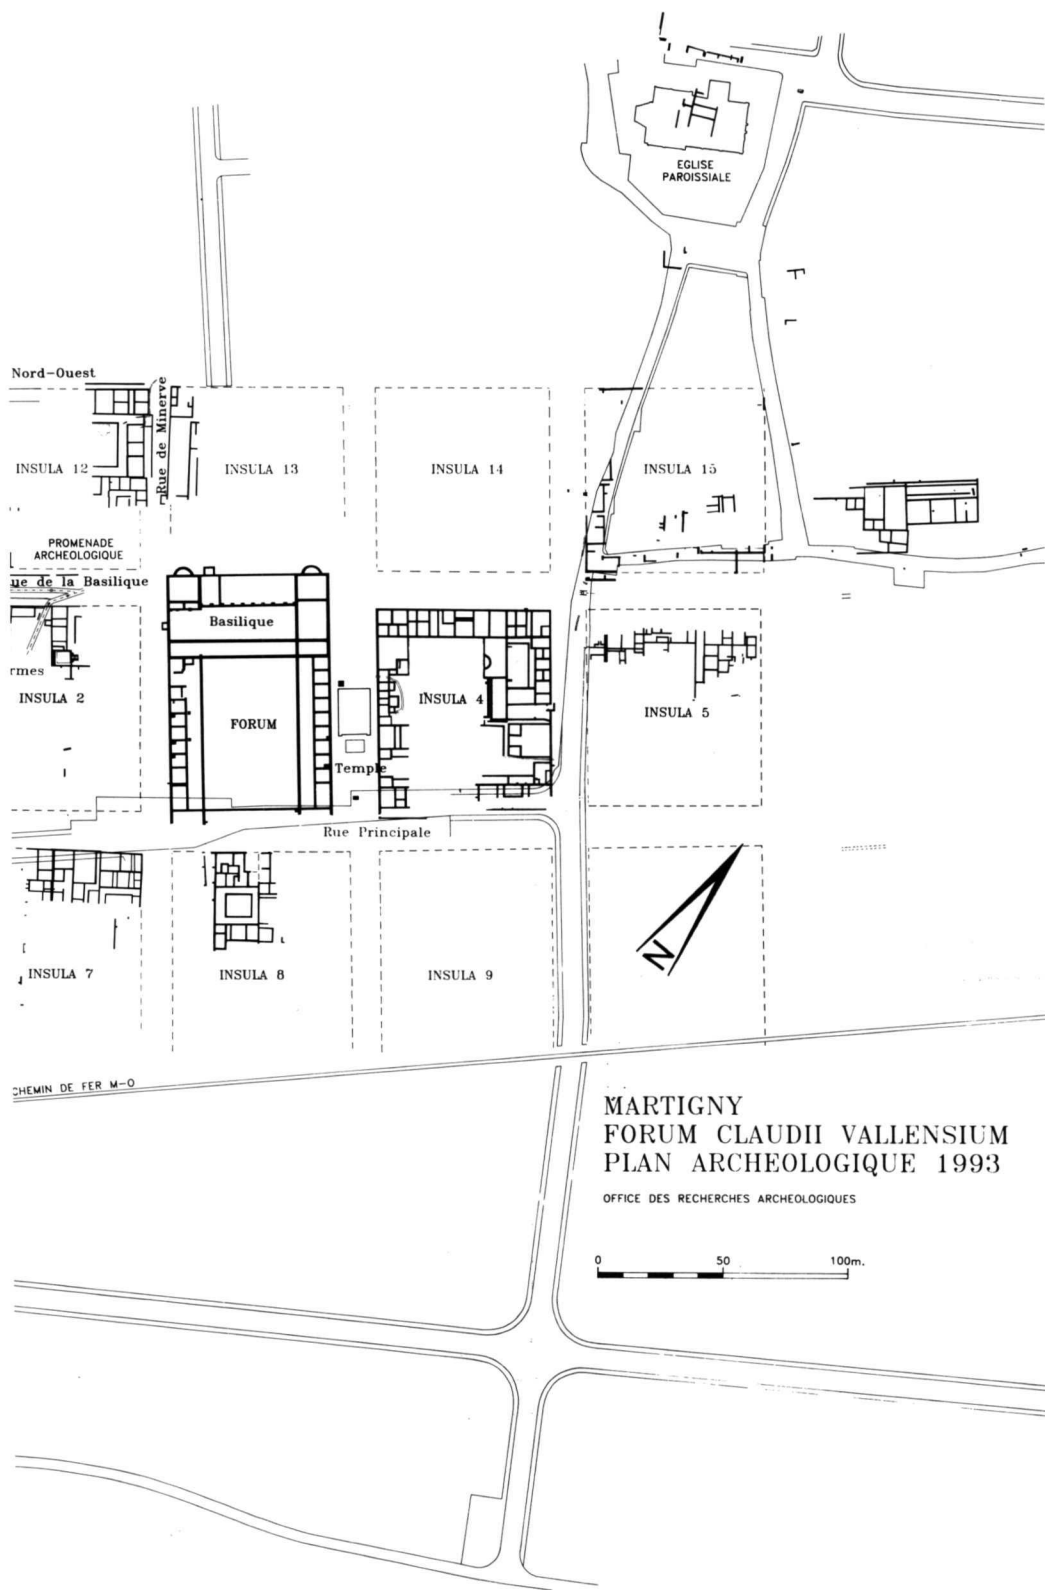 EGLISE
PAROISSIALE
Nord-Ouest
Rue de Minerve
INSULA 12
INSULA 13
INSULA 14
INSULA 15
PROMENADE
ARCHEOLOGIQUE
ue de la Basilique
Basilique
rmes
INSULA 2
FORUM
INSULA 4
INSULA 5
Temple
Rue Principale
N
INSULA 7
INSULA 8
INSULA 9
CHEMIN DE FER M-O
MARTIGNY
FORUM CLAUDII VALLENSIUM
PLAN ARCHEOLOGIQUE 1993
OFFICE DES RECHERCHES ARCHEOLOGIQUES
0 50 100m.